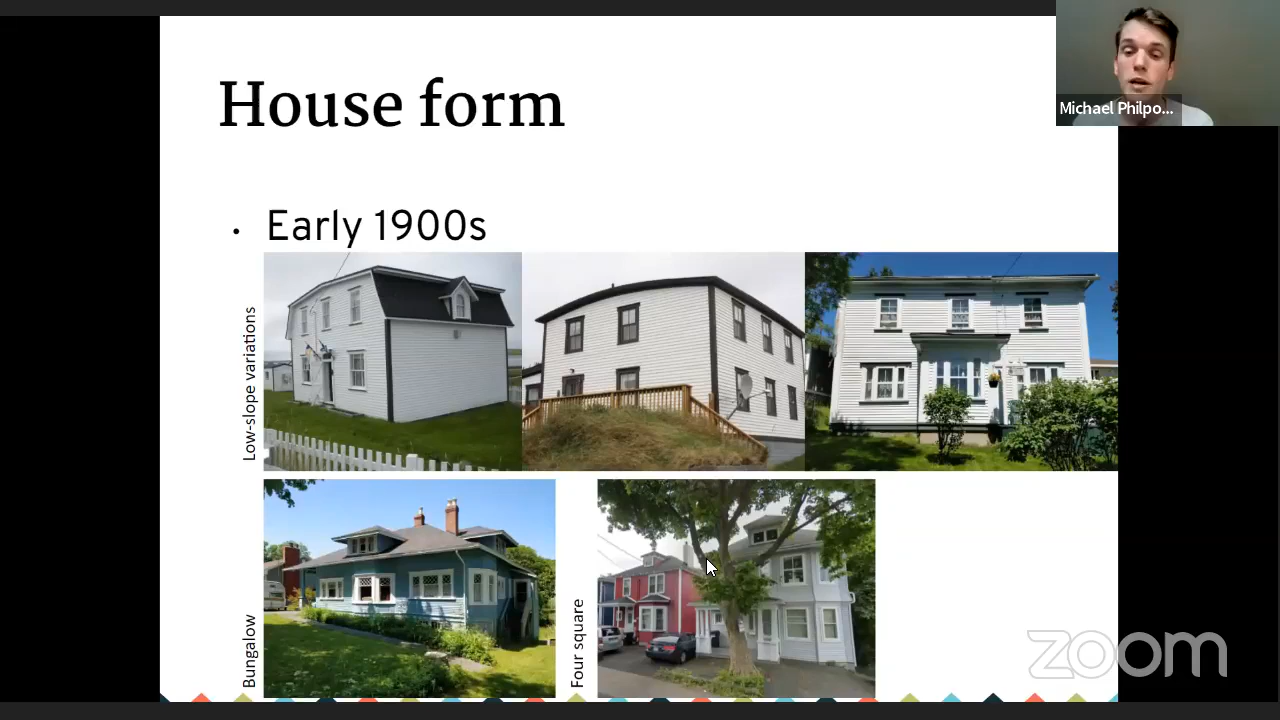 House form
Michael Philpo...
• Early 1900s
Low-slope variations
Bungalow
Four square
zoom